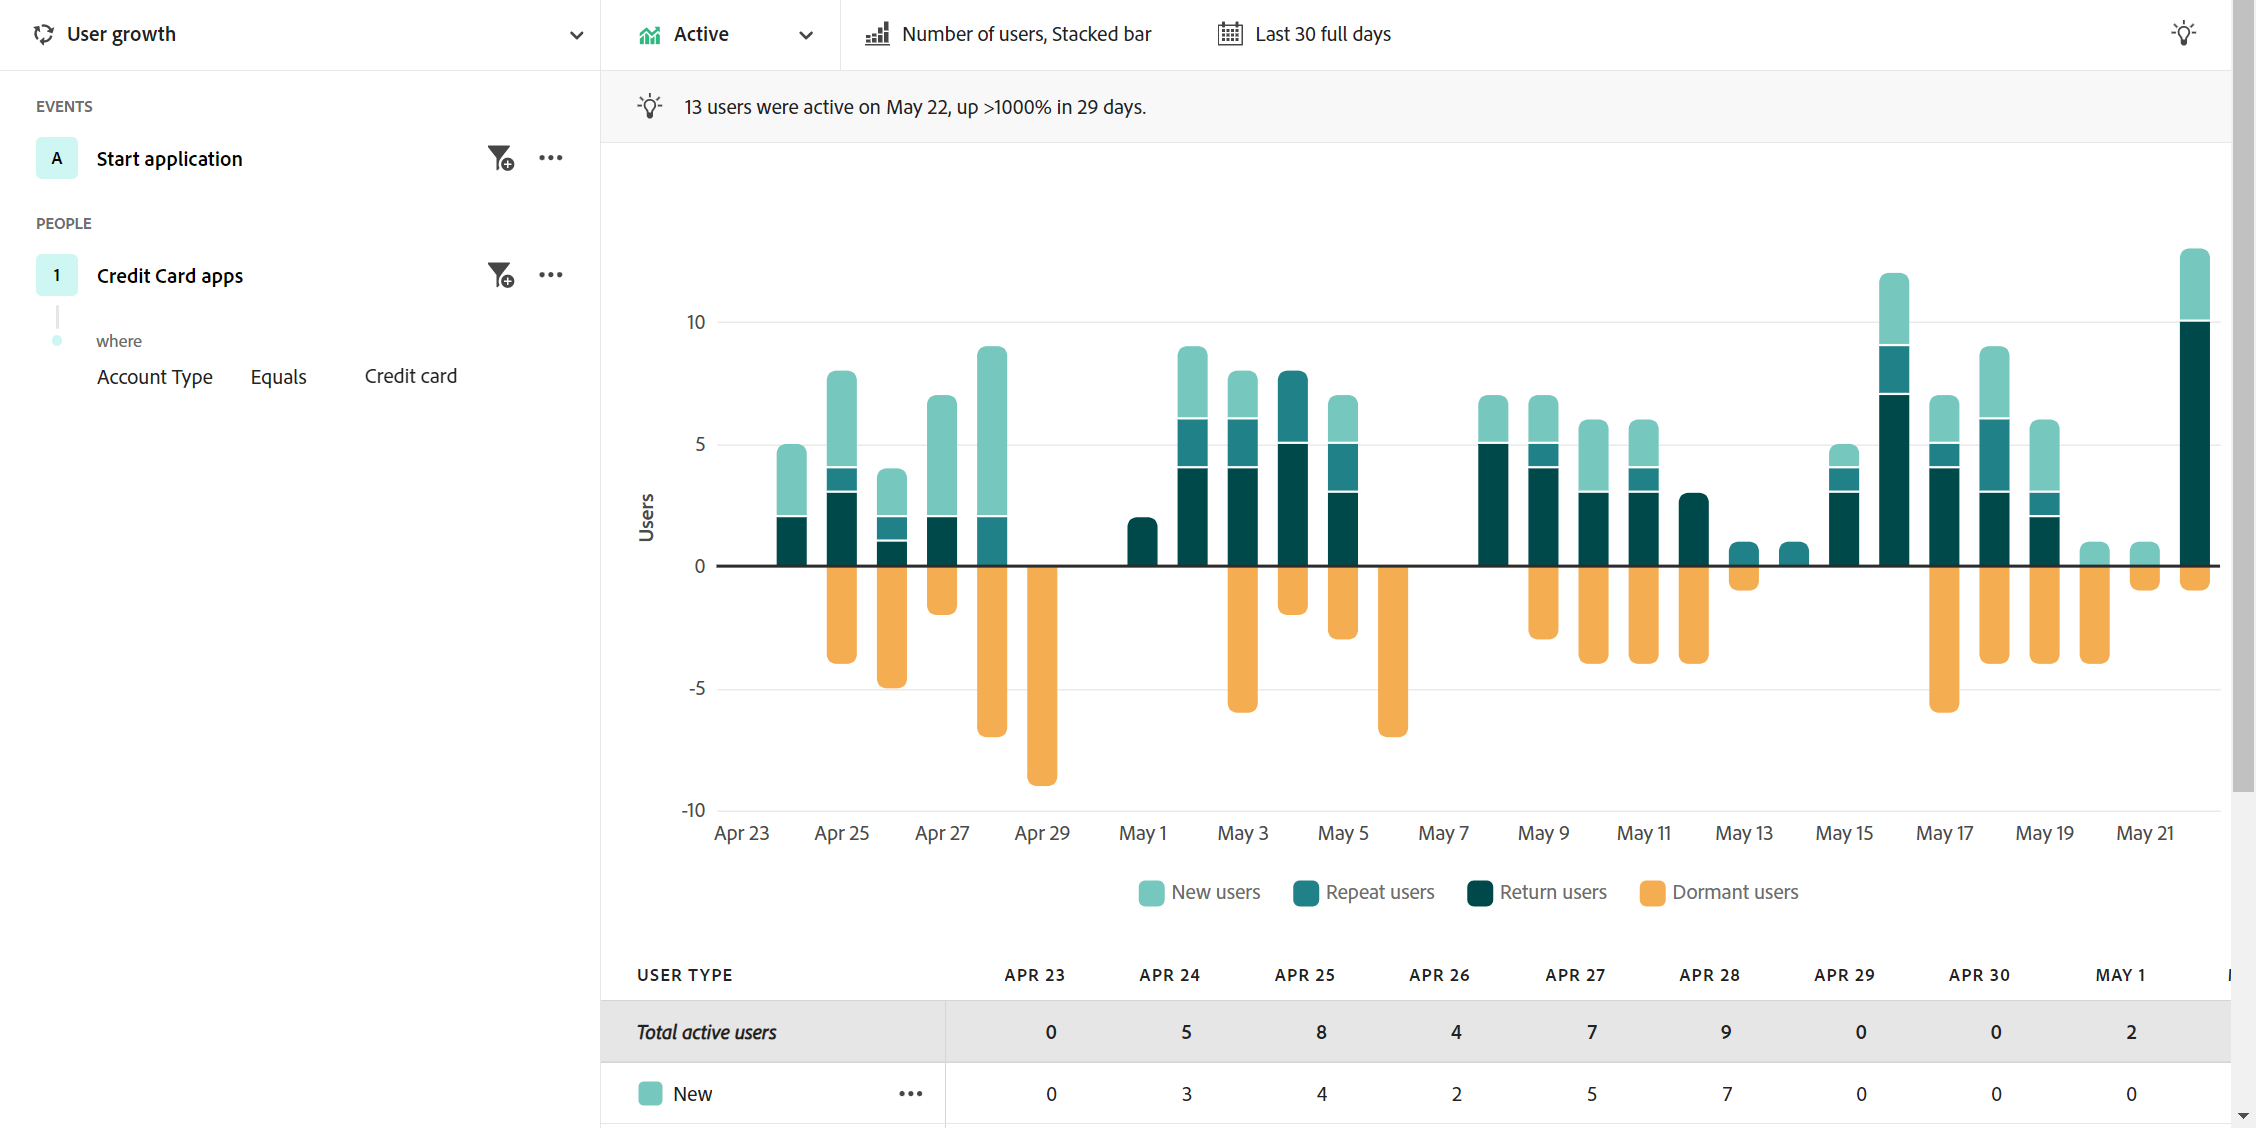 User growth
Active
Number of users, Stacked bar
Last 30 full days
EVENTS
A Start application
PEOPLE
1 Credit Card apps
where
Account Type Equals Credit card
13 users were active on May 22, up >1000% in 29 days.
Users
10
5
0
-5
-10
Apr 23 Apr 25 Apr 27 Apr 29 May 1 May 3 May 5 May 7 May 9 May 11 May 13 May 15 May 17 May 19 May 21
New users Repeat users Return users Dormant users
USER TYPE APR 23 APR 24 APR 25 APR 26 APR 27 APR 28 APR 29 APR 30 MAY 1
Total active users 0 5 8 4 7 9 0 0 2
New 0 3 4 2 5 7 0 0 0